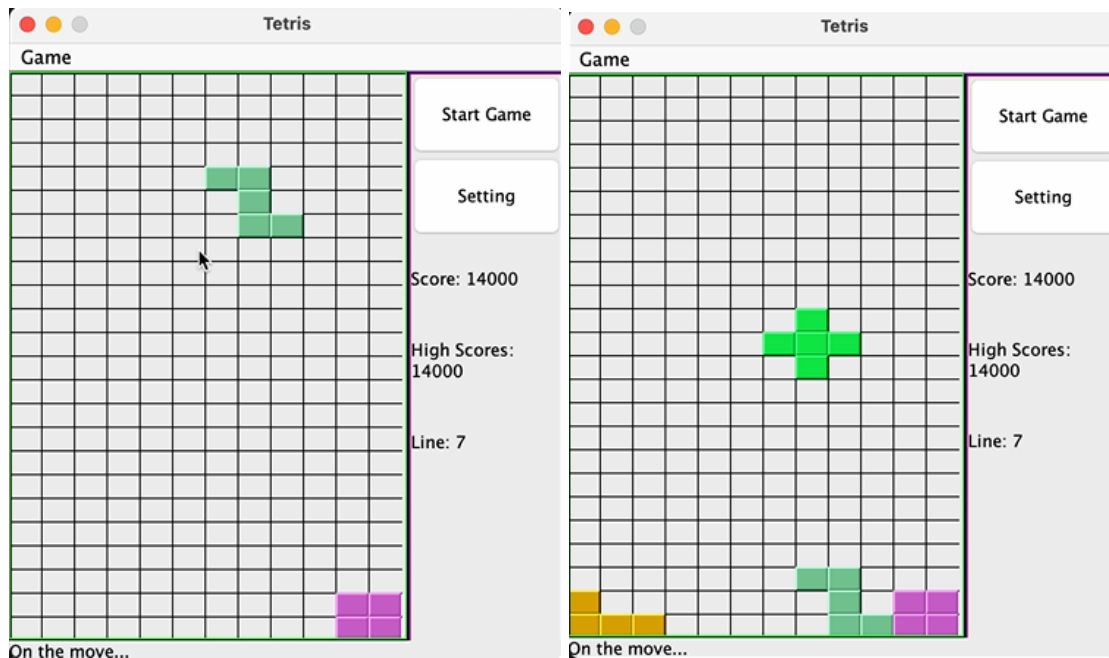 Tetris
Game
Start Game
Setting
Score: 14000
High Scores:
14000
Line: 7
On the move...
Tetris
Game
Start Game
Setting
Score: 14000
High Scores:
14000
Line: 7
On the move...